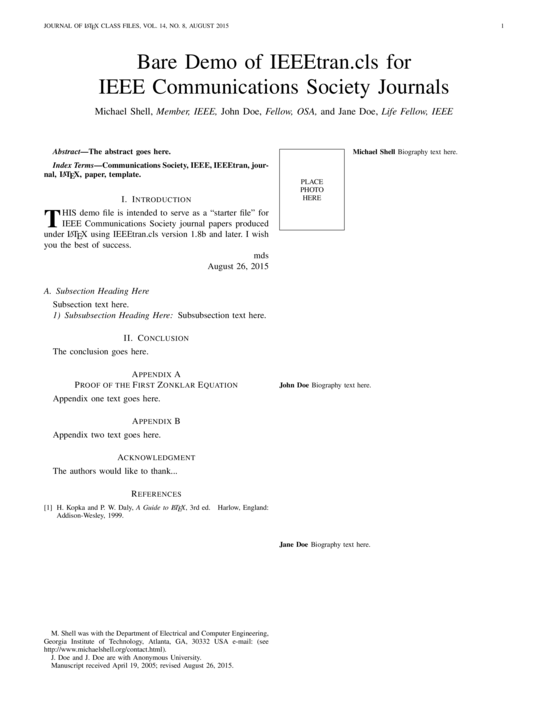 JOURNAL OF LATEX CLASS FILES, VOL. 14, NO. 8, AUGUST 2015 1
Bare Demo of IEEEtran.cls for
IEEE Communications Society Journals
Michael Shell, Member, IEEE, John Doe, Fellow, OSA, and Jane Doe, Life Fellow, IEEE
Abstract—The abstract goes here.
Index Terms—Communications Society, IEEE, IEEEtran, jour-
nal, LATEX, paper, template.
I. INTRODUCTION
THIS demo file is intended to serve as a “starter file” for
IEEE Communications Society journal papers produced
under LATEX using IEEEtran.cls version 1.8b and later. I wish
you the best of success.
mds
August 26, 2015
A. Subsection Heading Here
Subsection text here.
1) Subsubsection Heading Here: Subsubsection text here.
II. CONCLUSION
The conclusion goes here.
APPENDIX A
PROOF OF THE FIRST ZONKLAR EQUATION
Appendix one text goes here.
APPENDIX B
Appendix two text goes here.
ACKNOWLEDGMENT
The authors would like to thank...
REFERENCES
[1] H. Kopka and P. W. Daly, A Guide to LATEX, 3rd ed. Harlow, England:
Addison-Wesley, 1999.
M. Shell was with the Department of Electrical and Computer Engineering,
Georgia Institute of Technology, Atlanta, GA, 30332 USA e-mail: (see
http://www.michaelshell.org/contact.html).
J. Doe and J. Doe are with Anonymous University.
Manuscript received April 19, 2005; revised August 26, 2015.
PLACE
PHOTO
HERE
Michael Shell Biography text here.
John Doe Biography text here.
Jane Doe Biography text here.